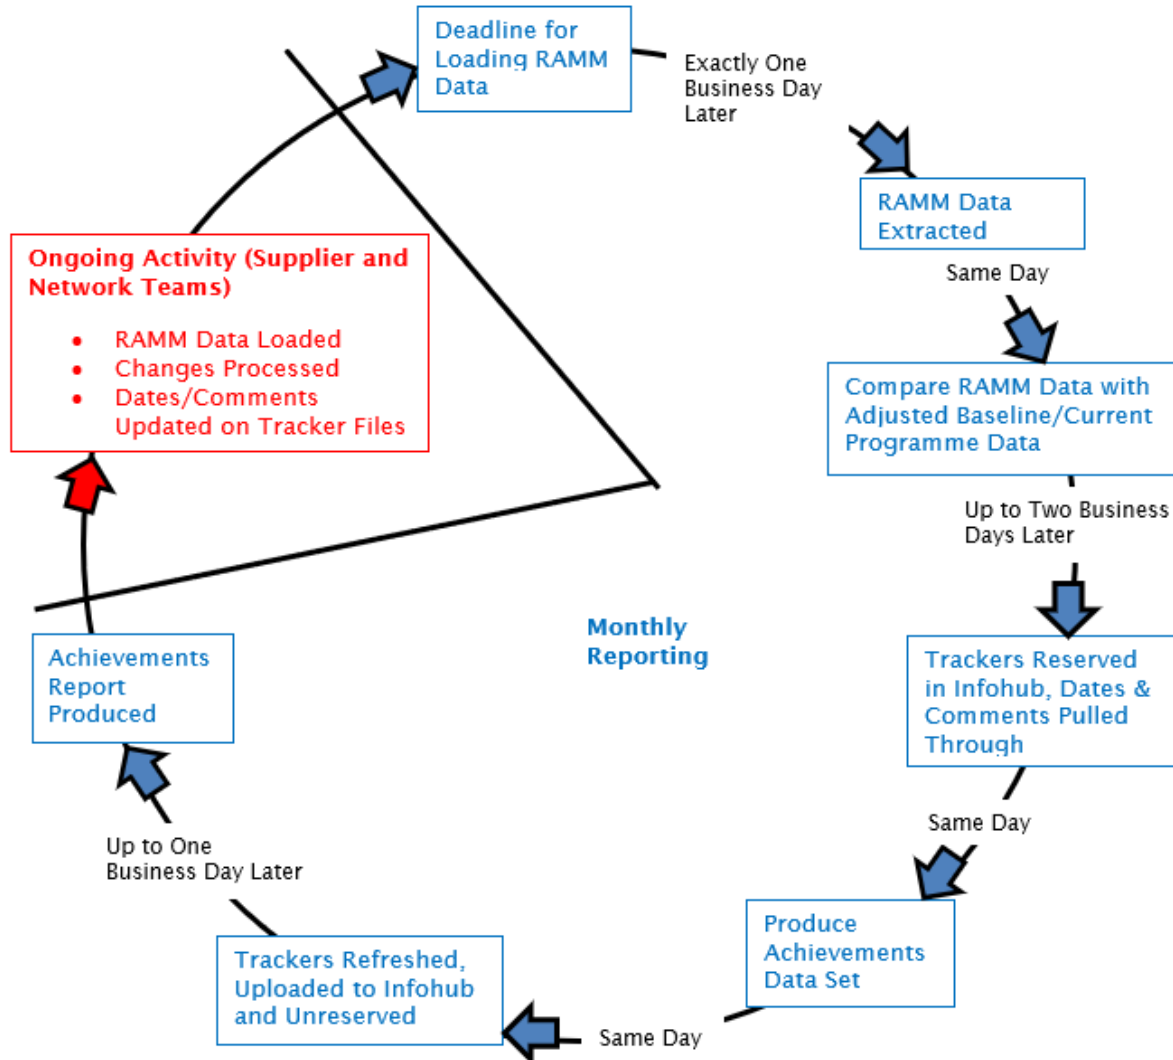 Deadline for
Loading RAMM
Data
Exactly One
Business Day
Later
RAMM Data
Extracted
Same Day
Compare RAMM Data with
Adjusted Baseline/Current
Programme Data
Up to Two Business
Days Later
Trackers Reserved
in Infohub, Dates &
Comments Pulled
Through
Same Day
Produce
Achievements
Data Set
Same Day
Trackers Refreshed,
Uploaded to Infohub
and Unreserved
Up to One
Business Day Later
Achievements
Report
Produced
Ongoing Activity (Supplier and
Network Teams)
• RAMM Data Loaded
• Changes Processed
• Dates/Comments
Updated on Tracker Files
Monthly
Reporting